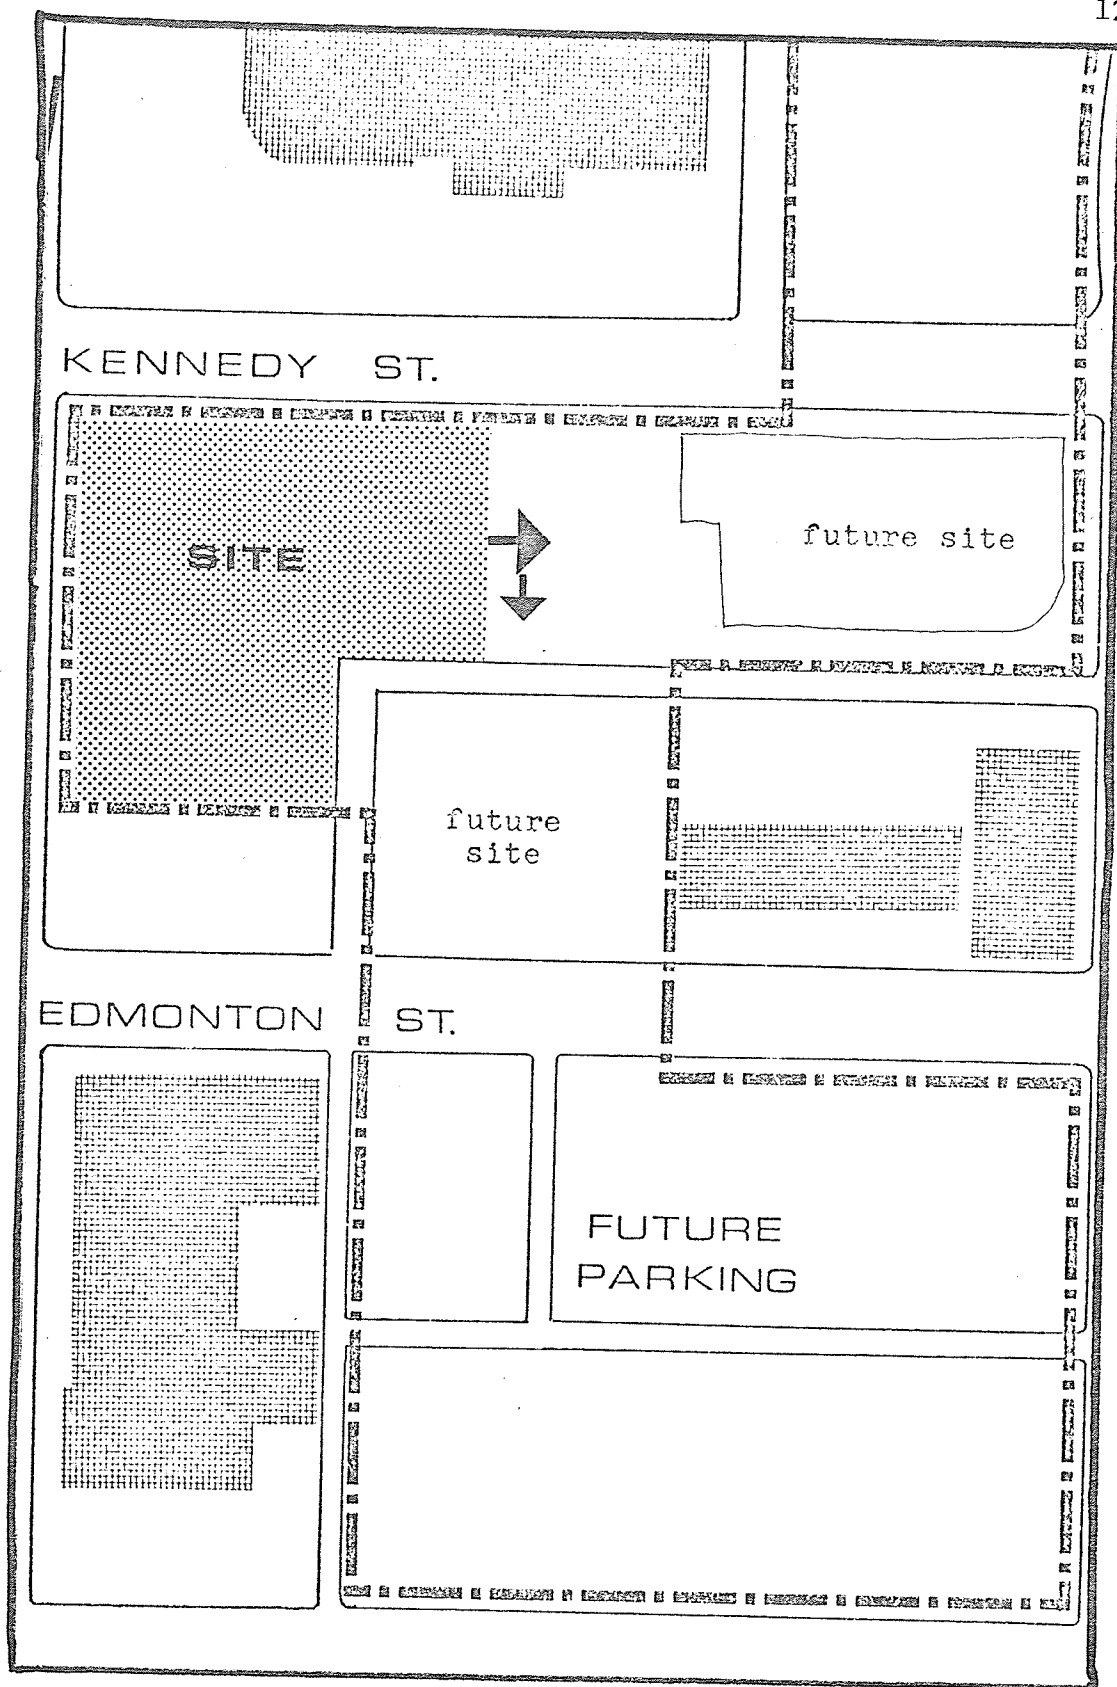 KENNEDY ST.
SITE
future site
future
site
EDMONTON ST.
FUTURE
PARKING